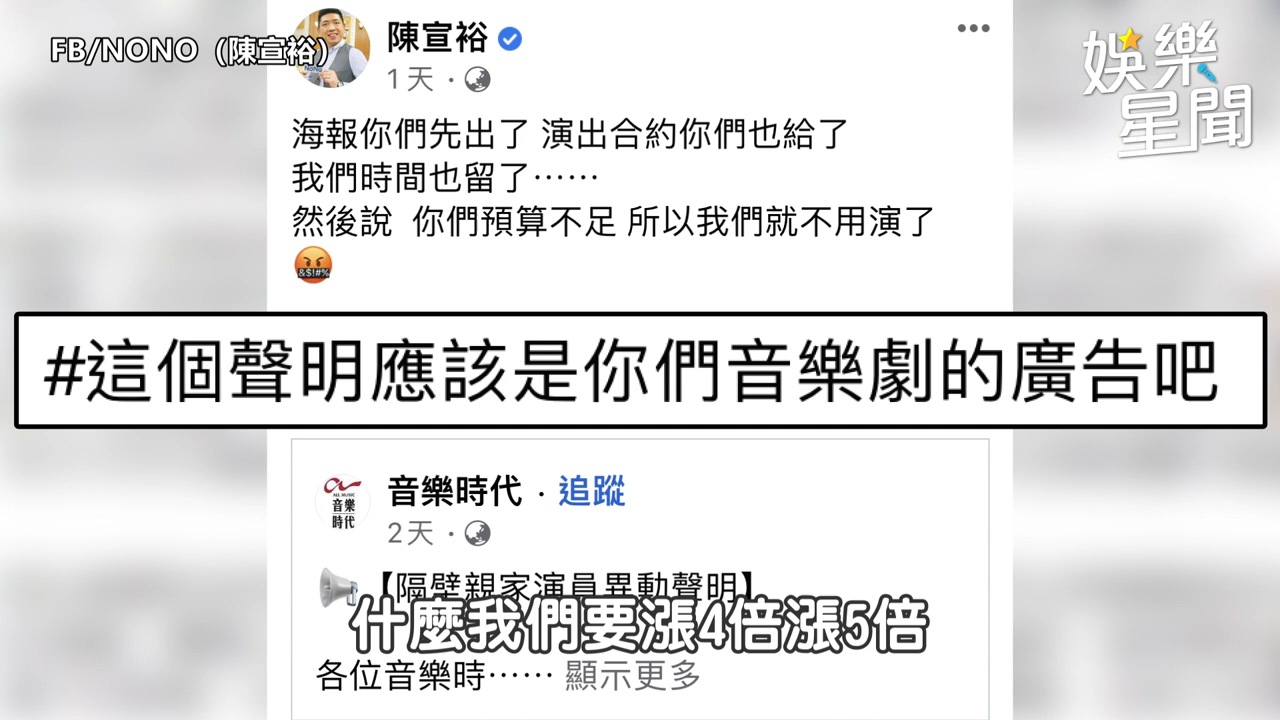 FB/NONO (陳宣裕)
陳宣裕
1天 ·
娛樂
星聞
海報你們先出了 演出合約你們也給了
我們時間也留了……
然後說 你們預算不足 所以我們就不用演了
&$!#%
#這個聲明應該是你們音樂劇的廣告吧
ALL MUSIC
音樂
時代
音樂時代 · 追蹤
2天 ·
【隔壁親家演員異動聲明】
什麼我們要漲4倍漲5倍
各位音樂時…… 顯示更多